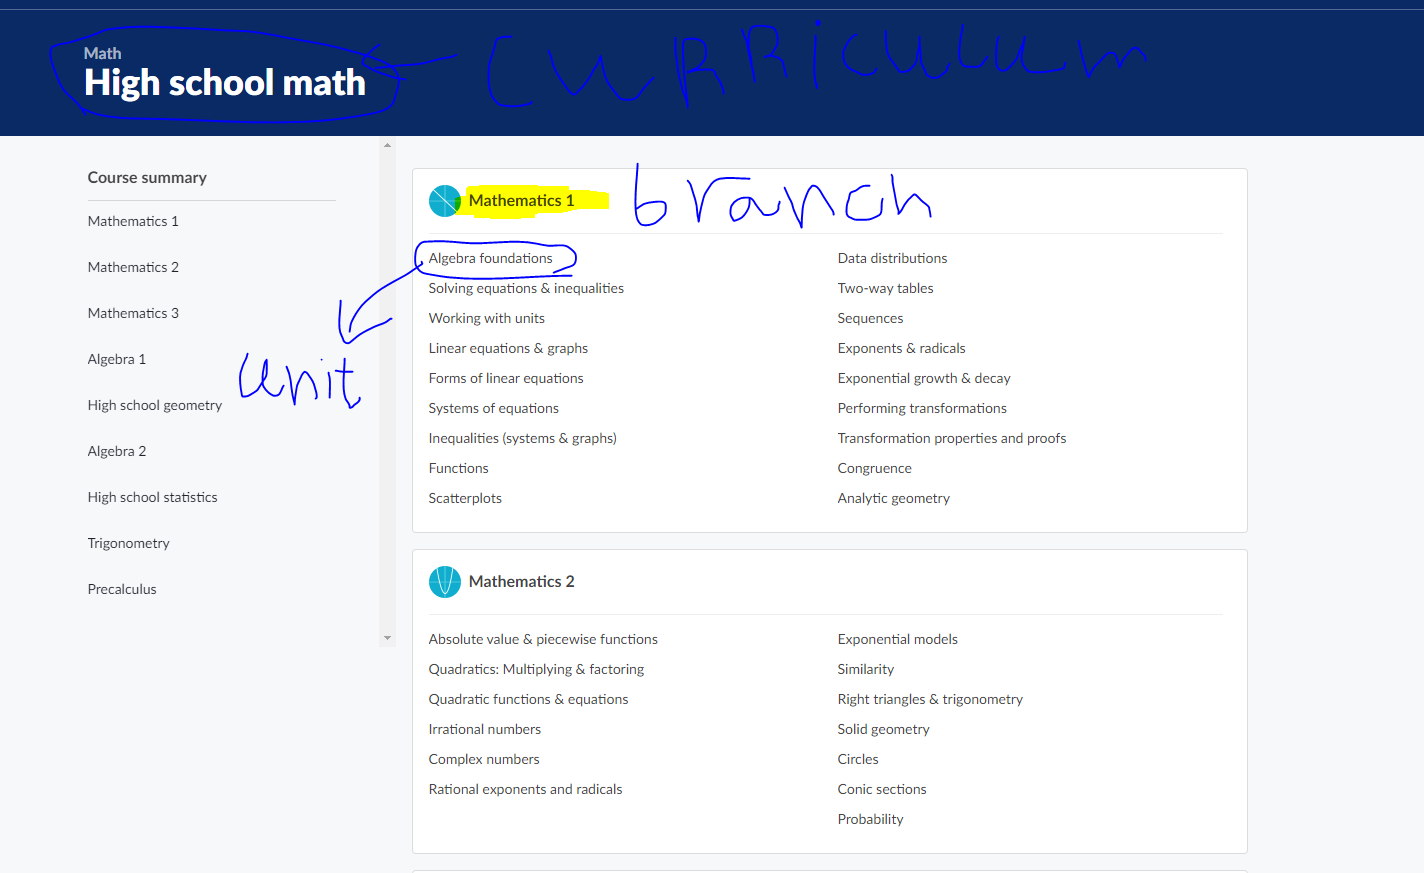 Math
High school math
CURRiculum
Course summary
Mathematics 1
Mathematics 2
Mathematics 3
Algebra 1
High school geometry
Algebra 2
High school statistics
Trigonometry
Precalculus
unit
Mathematics 1
branch
Algebra foundations
Solving equations & inequalities
Working with units
Linear equations & graphs
Forms of linear equations
Systems of equations
Inequalities (systems & graphs)
Functions
Scatterplots
Data distributions
Two-way tables
Sequences
Exponents & radicals
Exponential growth & decay
Performing transformations
Transformation properties and proofs
Congruence
Analytic geometry
Mathematics 2
Absolute value & piecewise functions
Quadratics: Multiplying & factoring
Quadratic functions & equations
Irrational numbers
Complex numbers
Rational exponents and radicals
Exponential models
Similarity
Right triangles & trigonometry
Solid geometry
Circles
Conic sections
Probability